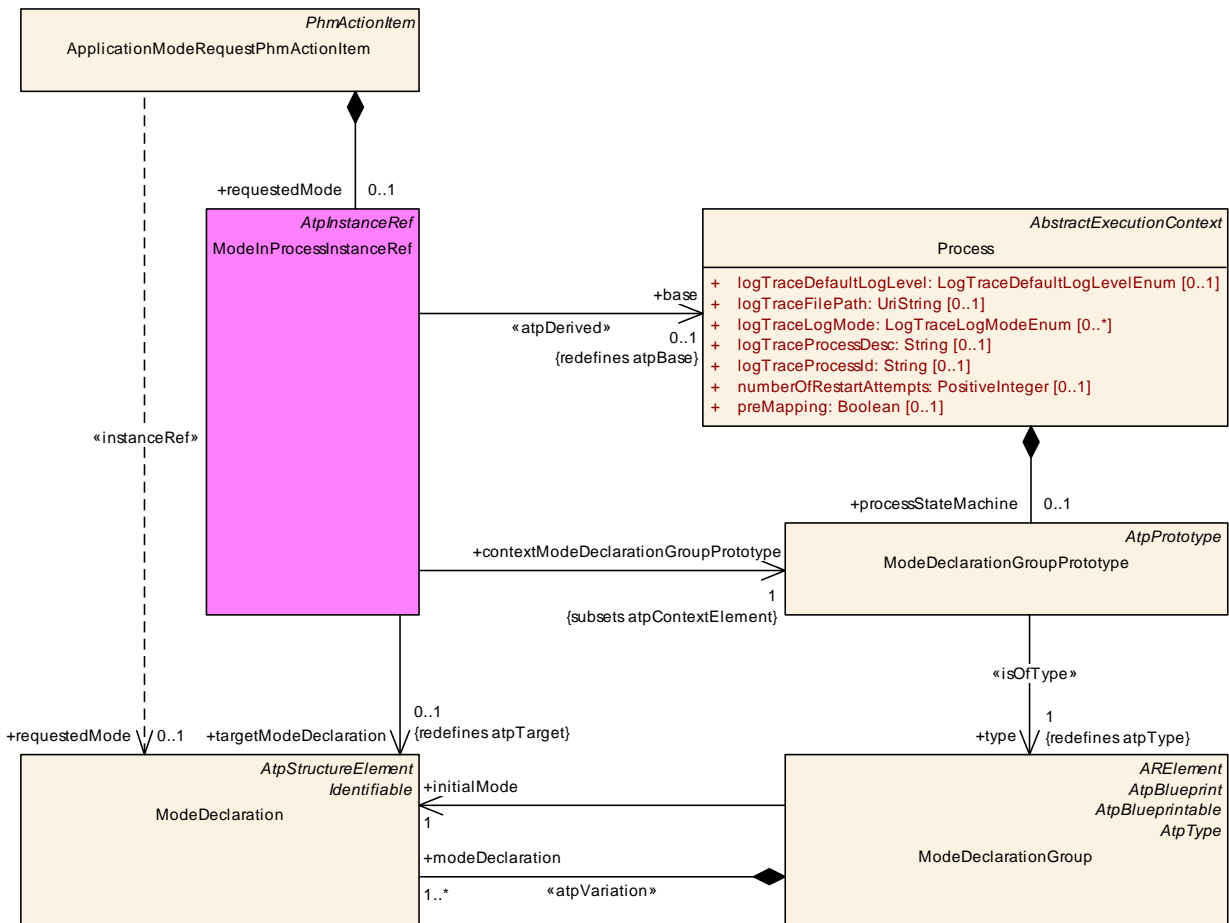 PhmActionItem
ApplicationModeRequestPhmActionItem
+requestedMode 0..1
AtpInstanceRef
ModeInProcessInstanceRef
AbstractExecutionContext
Process
+ logTraceDefaultLogLevel: LogTraceDefaultLogLevelEnum [0..1]
+ logTraceFilePath: UriString [0..1]
+ logTraceLogMode: LogTraceLogModeEnum [0..*]
+ logTraceProcessDesc: String [0..1]
+ logTraceProcessId: String [0..1]
+ numberOfRestartAttempts: PositiveInteger [0..1]
+ preMapping: Boolean [0..1]
+base
«atpDerived»
0..1
{redefines atpBase}
«instanceRef»
+processStateMachine 0..1
AtpPrototype
ModeDeclarationGroupPrototype
+contextModeDeclarationGroupPrototype
1
{subsets atpContextElement}
«isOfType»
0..1
+targetModeDeclaration {redefines atpTarget}
+requestedMode 0..1
1
+type {redefines atpType}
AtpStructureElement
Identifiable
ModeDeclaration
+initialMode
1
+modeDeclaration
1..*
«atpVariation»
ARElement
AtpBlueprint
AtpBlueprintable
AtpType
ModeDeclarationGroup